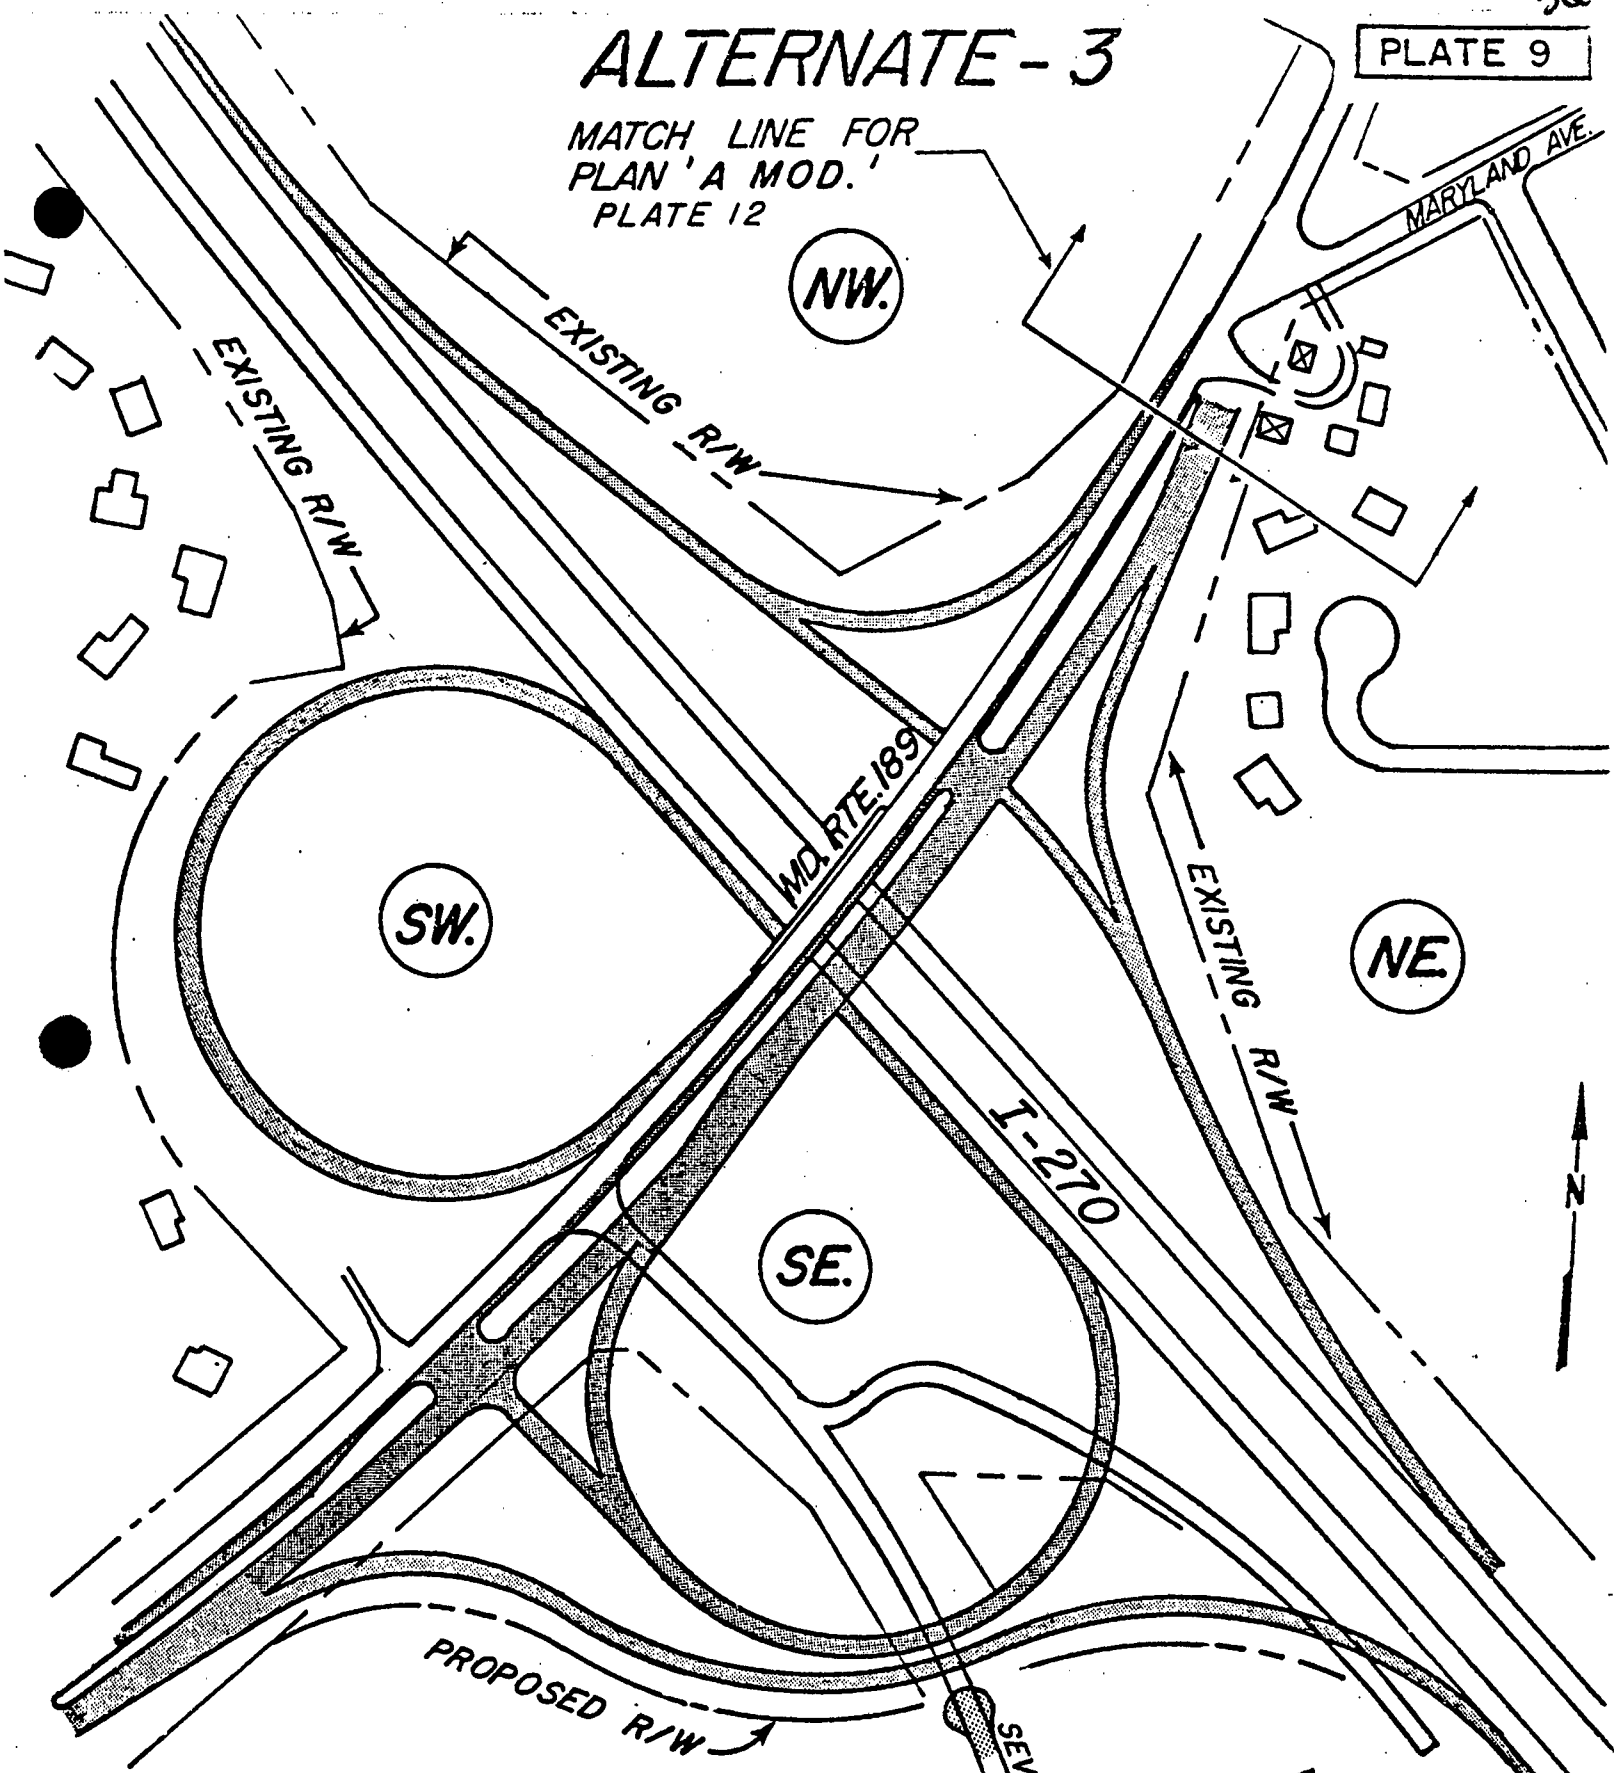 ALTERNATE - 3
PLATE 9
MATCH LINE FOR
PLAN 'A MOD.'
PLATE 12
MARYLAND AVE.
NW.
EXISTING R/W
EXISTING R/W
MD. RTE. 189
SW.
EXISTING R/W
NE.
I-270
N
SE.
PROPOSED R/W
SEV